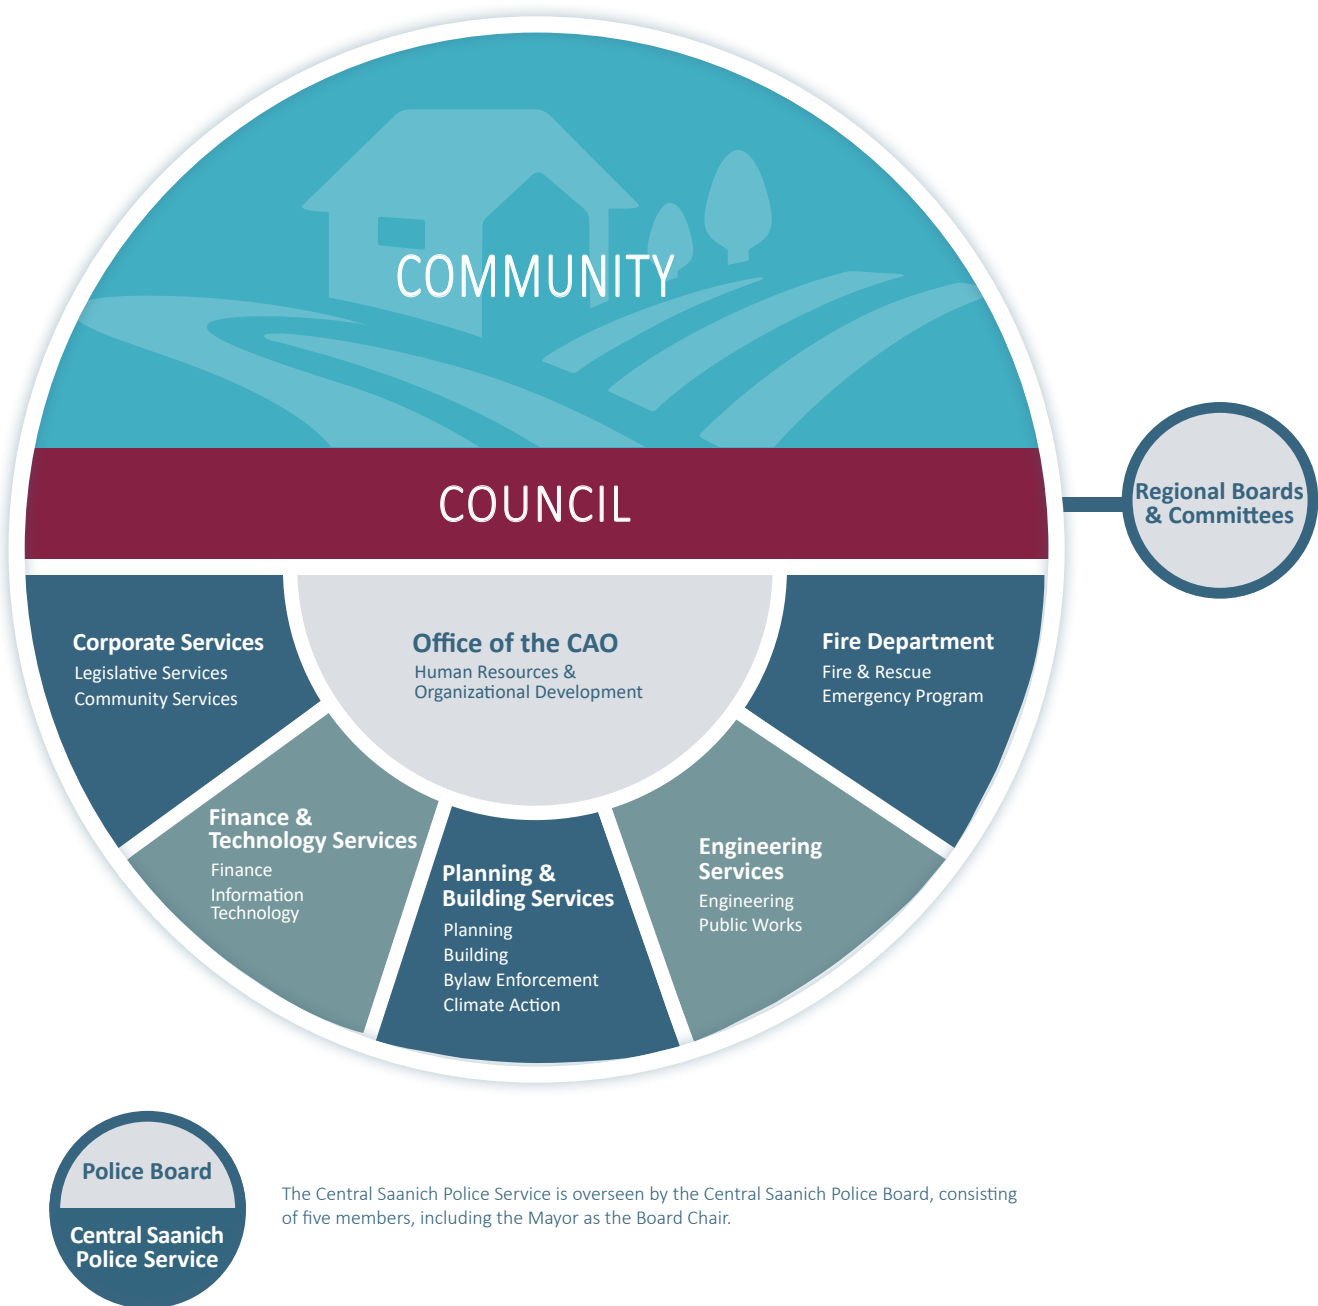 COMMUNITY
COUNCIL
Regional Boards
& Committees
Corporate Services
Legislative Services
Community Services
Office of the CAO
Human Resources &
Organizational Development
Fire Department
Fire & Rescue
Emergency Program
Finance &
Technology Services
Finance
Information
Technology
Planning &
Building Services
Planning
Building
Bylaw Enforcement
Climate Action
Engineering
Services
Engineering
Public Works
Police Board
Central Saanich
Police Service
The Central Saanich Police Service is overseen by the Central Saanich Police Board, consisting
of five members, including the Mayor as the Board Chair.